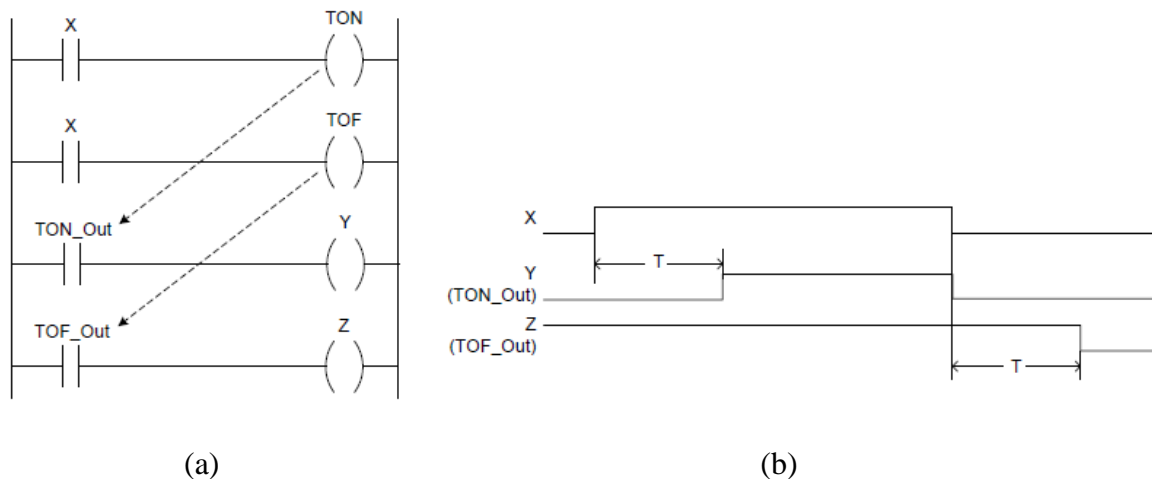 X TON
X TOF
TON_Out Y
TOF_Out Z
X
T
Y
(TON_Out)
Z
(TOF_Out)
T
(a) (b)